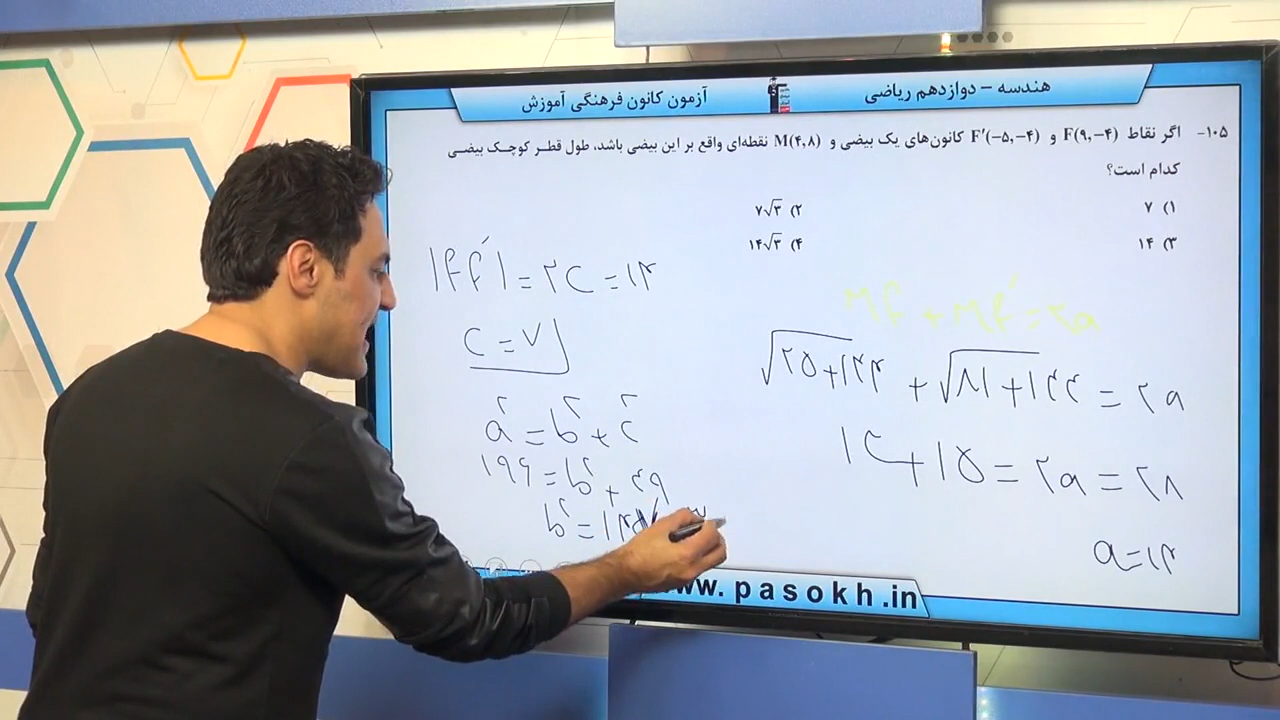 هندسه – دوازدهم ریاضی
آزمون کانون فرهنگی آموزش
۱۰۵- اگر نقاط F(۹,−۴) و F′(−۵,−۴) کانون‌های یک بیضی و M(۴,۸) نقطه‌ای واقع بر این بیضی باشد، طول قطر کوچک بیضی
کدام است؟
۱) ۷
۲) ۷√۳
۳) ۱۴
۴) ۱۴√۳
|FF′| = ۲C = ۱۴
C = ۷
a² = b² + c²
۱۹۶ = b² + ۴۹
b² = ۱۴۷
MF + MF′ = ۲a
√۲۵+۱۴۴ + √۸۱+۱۴۴ = ۲a
۱۳ + ۱۵ = ۲a = ۲۸
a = ۱۴
www.pasokh.in